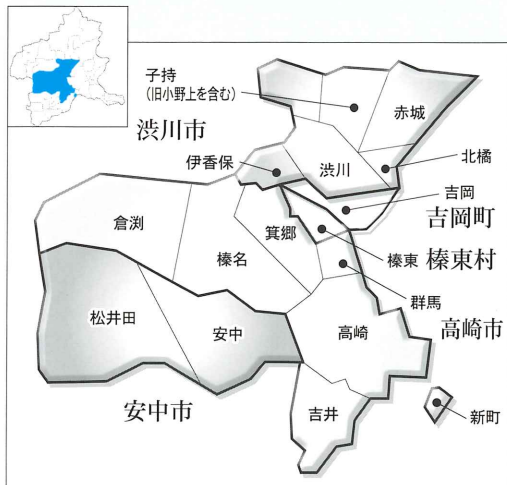 子持
(旧小野上を含む)
赤城
渋川市
伊香保
渋川
北橘
吉岡
吉岡町
倉渕
箕郷
榛名
榛東
榛東村
群馬
松井田
安中
高崎
高崎市
安中市
吉井
新町